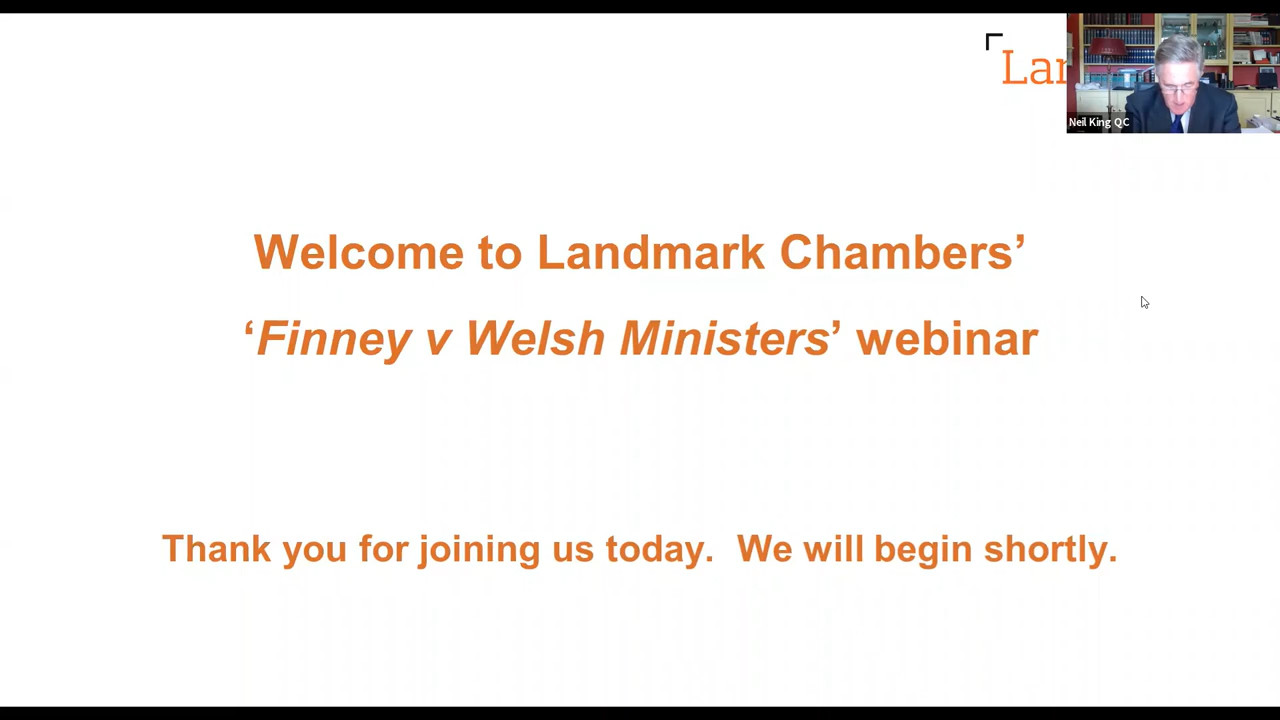 Lan
Neil King QC
Welcome to Landmark Chambers’
‘Finney v Welsh Ministers’ webinar
Thank you for joining us today.  We will begin shortly.